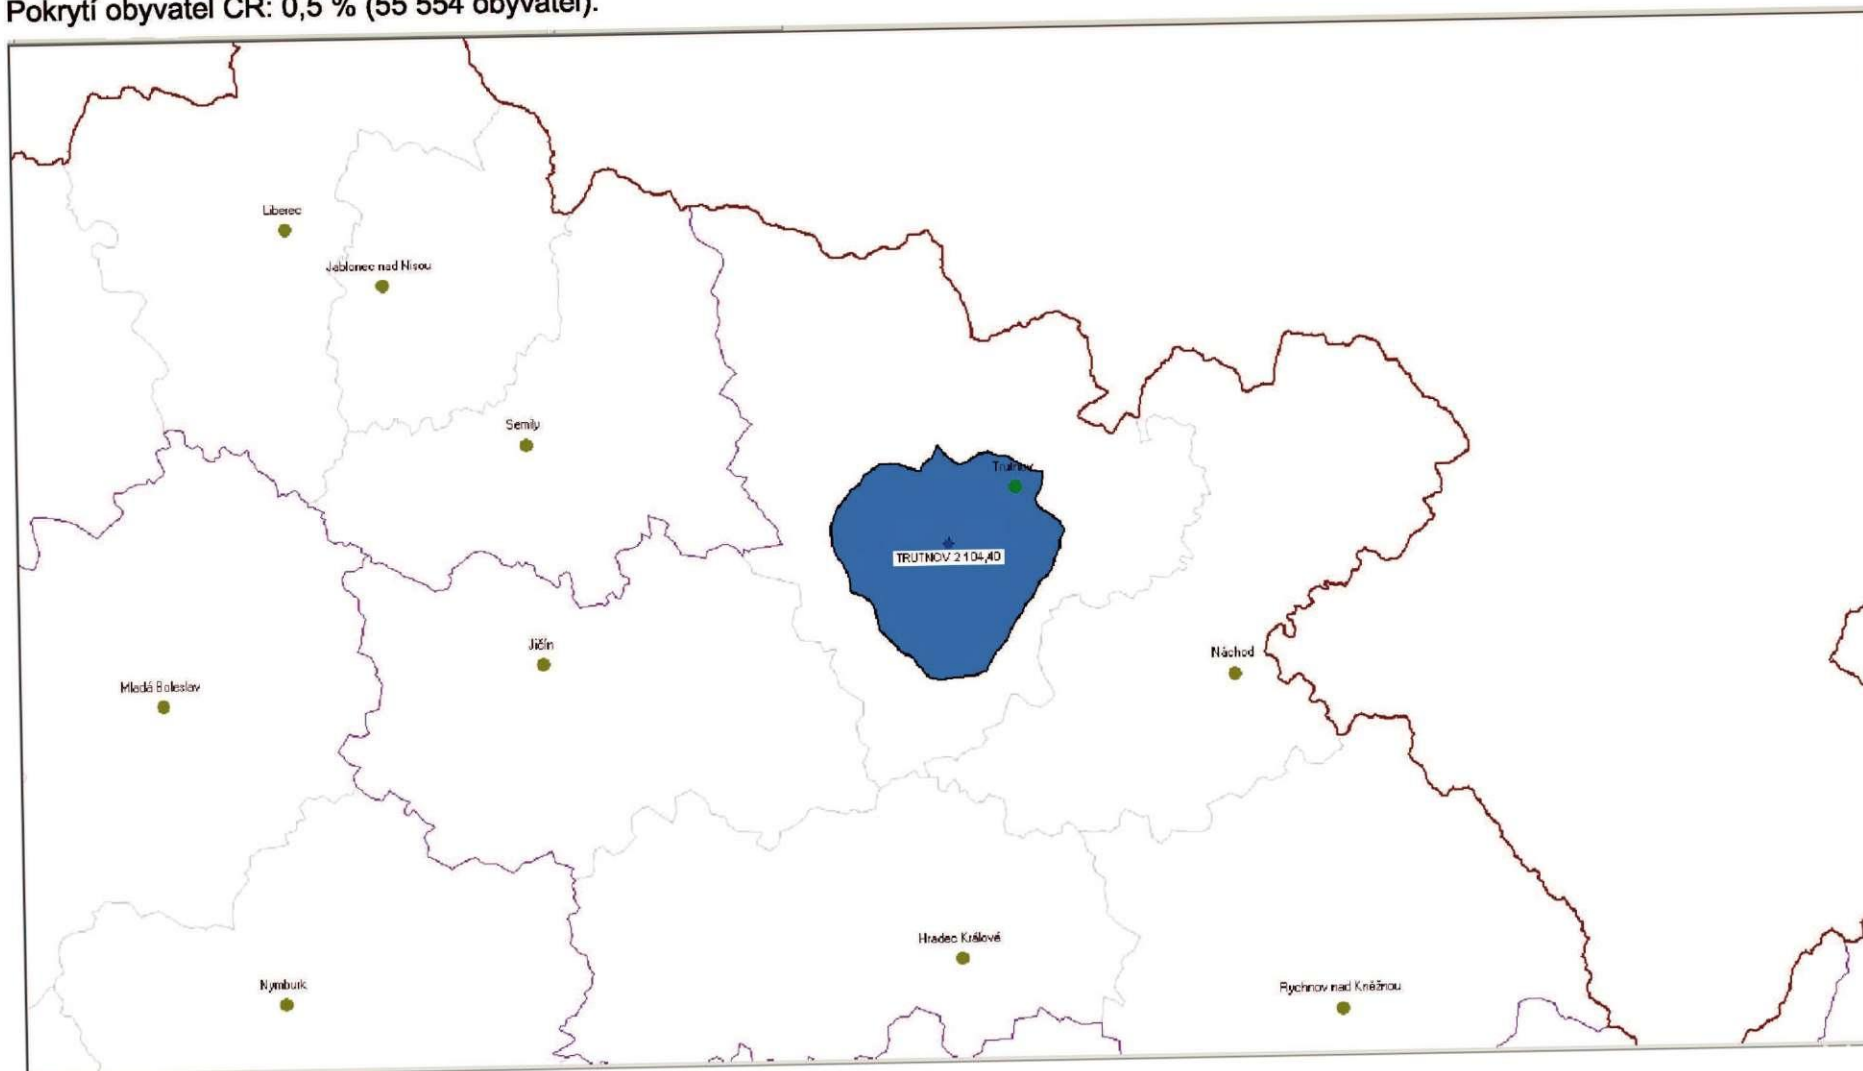 Pokrytí obyvatel ČR: 0,5 % (55 554 obyvatel).
Liberec
Jablonec nad Nisou
Semily
Trutnov
TRUTNOV 2 104,40
Jičín
Náchod
Mladá Boleslav
Hradec Králové
Nymburk
Rychnov nad Kněžnou